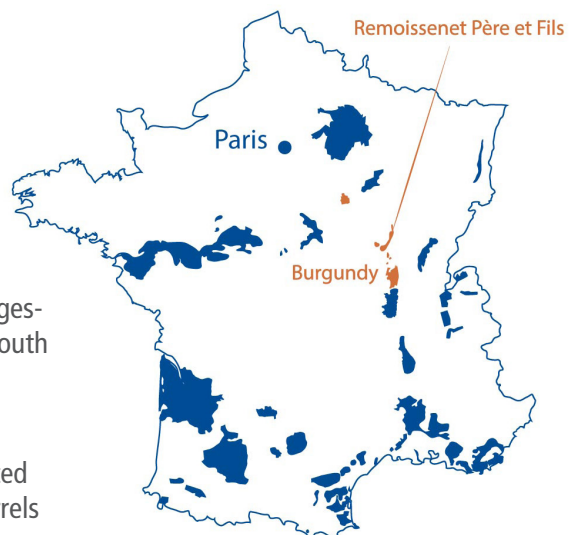 Remoissenet Père et Fils
Paris
Burgundy
ges-
outh
ed
rels